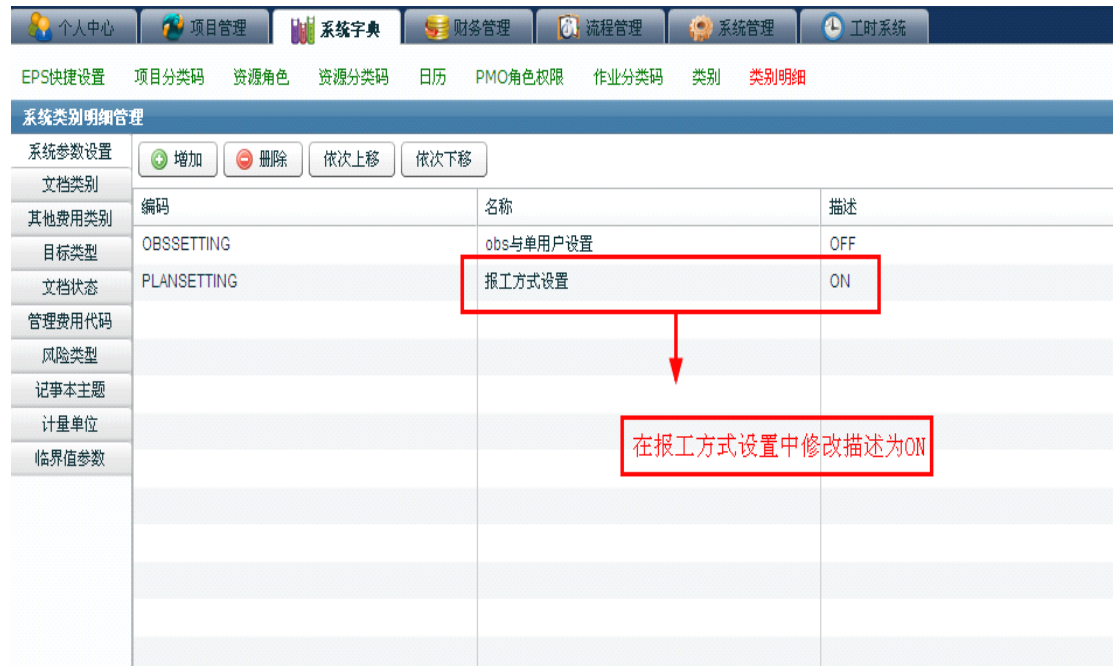 个人中心 项目管理 系统字典 财务管理 流程管理 系统管理 工时系统
EPS快捷设置 项目分类码 资源角色 资源分类码 日历 PMO角色权限 作业分类码 类别 类别明细
系统类别明细管理
系统参数设置
文档类别
其他费用类别
目标类型
文档状态
管理费用代码
风险类型
记事本主题
计量单位
临界值参数
增加 删除 依次上移 依次下移
编码 名称 描述
OBSSETTING obs与单用户设置 OFF
PLANSETTING 报工方式设置 ON
在报工方式设置中修改描述为ON